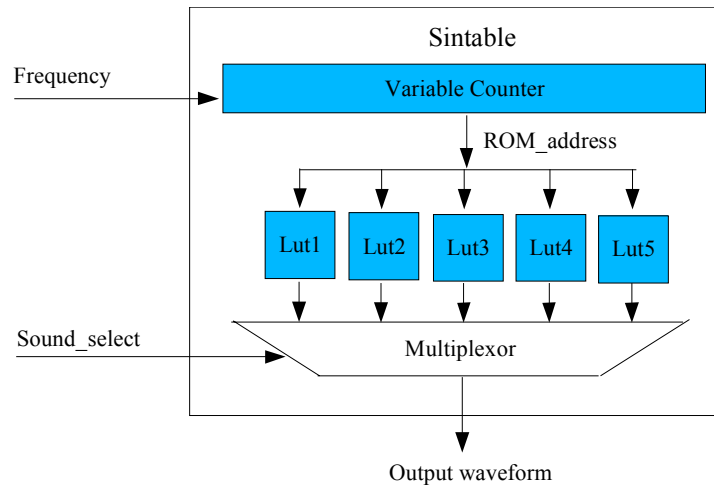 Sintable
Frequency
Variable Counter
ROM_address
Lut1 Lut2 Lut3 Lut4 Lut5
Sound_select
Multiplexor
Output waveform